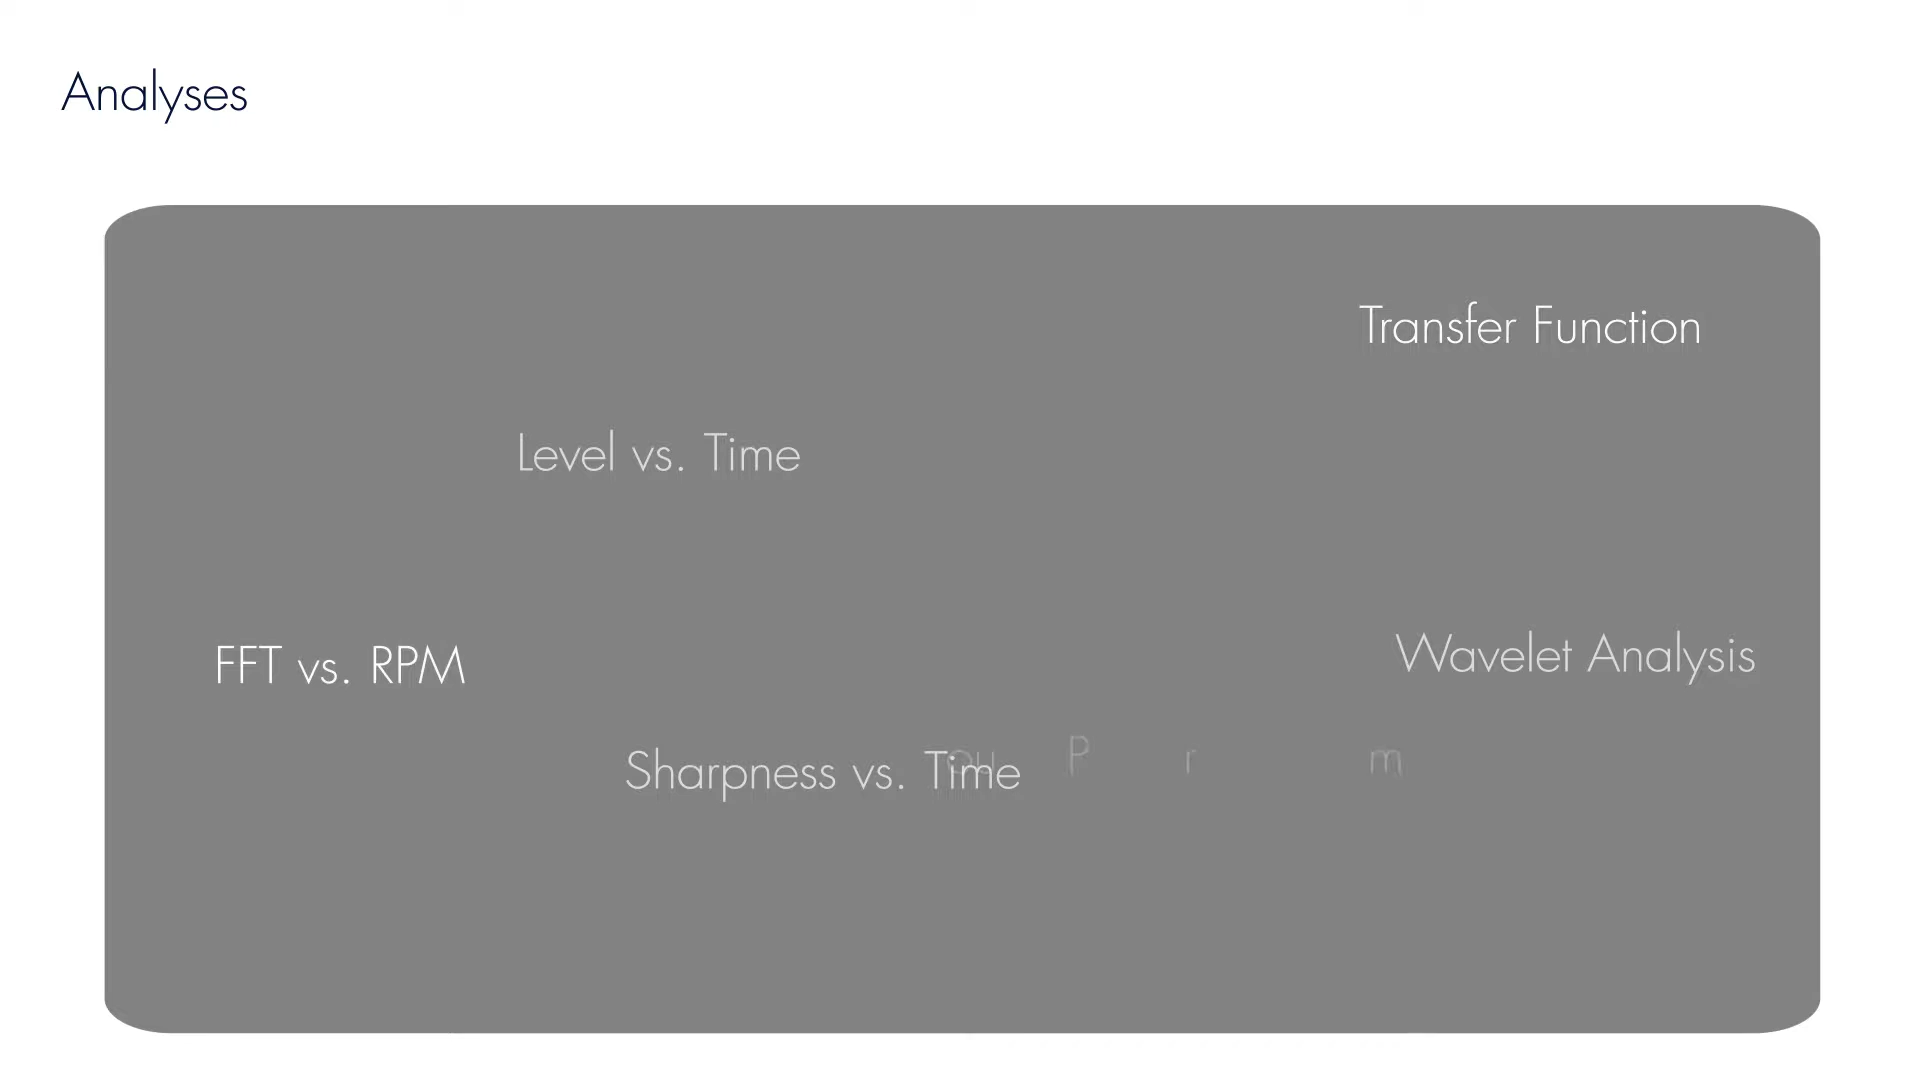 Analyses
Transfer Function
Level vs. Time
FFT vs. RPM
Wavelet Analysis
Sharpness vs. Time